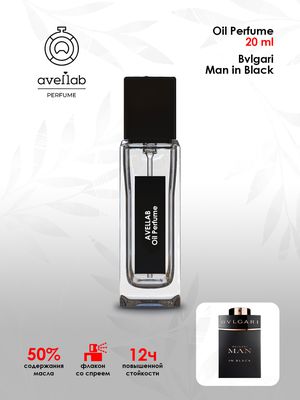 avellab
PERFUME
Oil Perfume
20 ml
Bvlgari
Man in Black
AVELLAB
Oil Perfume
BVLGARI
MAN
IN BLACK
50%
содержания
масла
флакон
со спреем
12ч
повышенной
стойкости